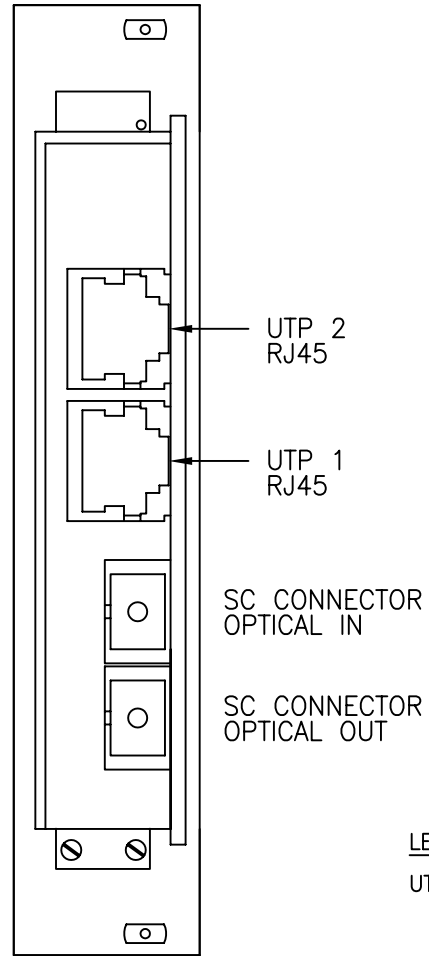 UTP 2
RJ45
UTP 1
RJ45
SC CONNECTOR
OPTICAL IN
SC CONNECTOR
OPTICAL OUT